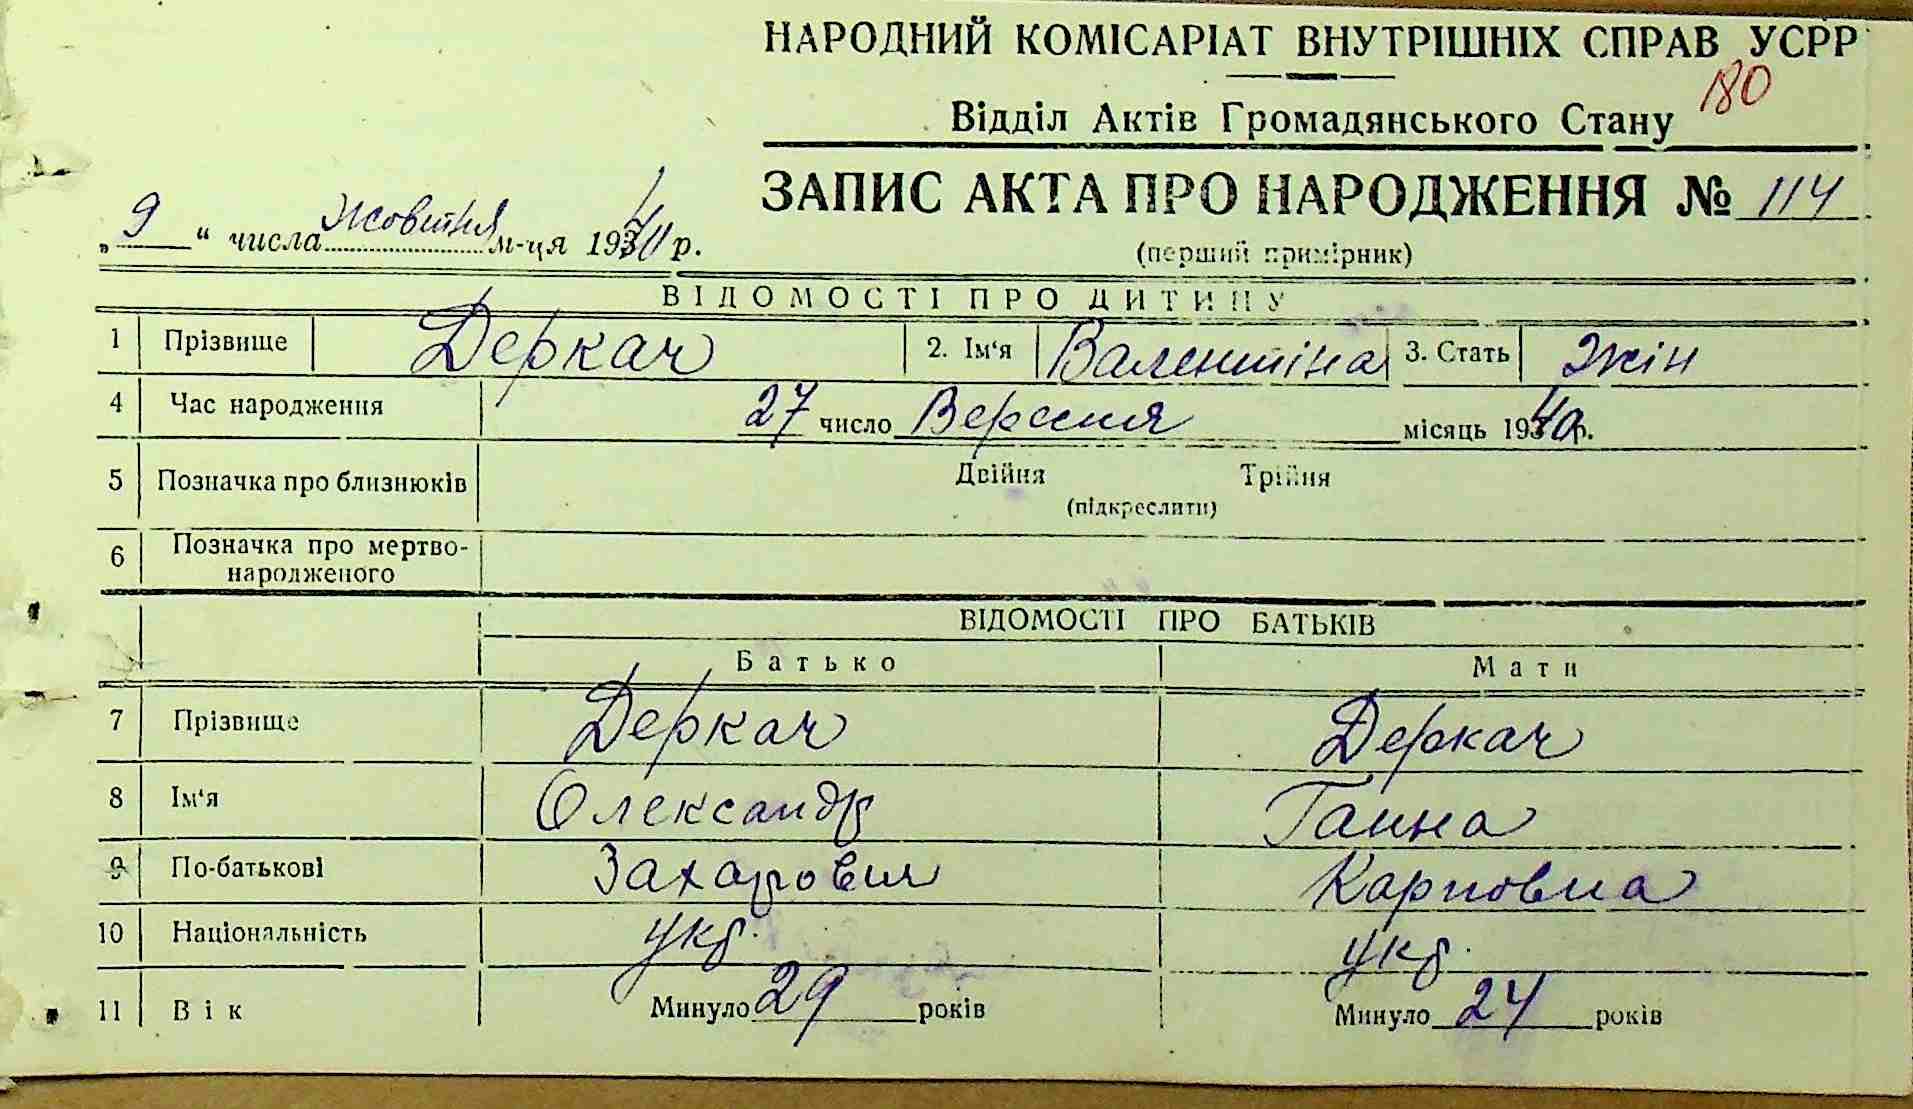 НАРОДНИЙ КОМІСАРІАТ ВНУТРІШНІХ СПРАВ УСРР
180
Відділ Актів Громадянського Стану
ЗАПИС АКТА ПРО НАРОДЖЕННЯ № 114
„9“ числа жовтня м-ця 1940 р.
(перший примірник)
ВІДОМОСТІ ПРО ДИТИНУ
1 Прізвище Деркач 2. Ім‘я Валентіна 3. Стать жін
4 Час народження 27 число Вересня місяць 1940 р.
5 Позначка про близнюків Двійня Трійня
(підкреслити)
6 Позначка про мертво-
народженого
ВІДОМОСТІ ПРО БАТЬКІВ
Батько Мати
7 Прізвище Деркач Деркач
8 Ім‘я Олександр Ганна
9 По-батькові Захарович Карповна
10 Національність укр. укр.
11 Вік Минуло 29 років Минуло 24 років